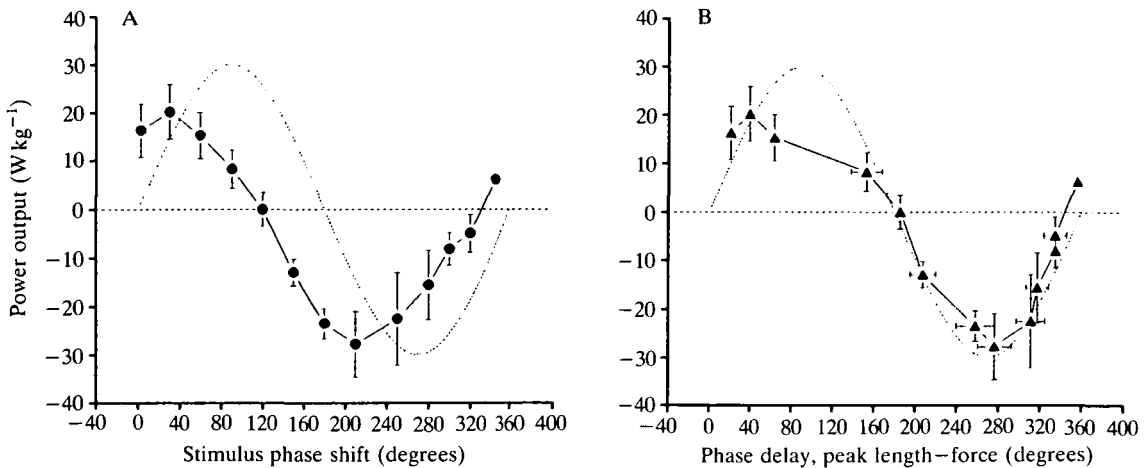 A
40
30
20
10
0
−10
−20
−30
−40
Power output (W kg⁻¹)
−40 0 40 80 120 160 200 240 280 320 360 400
Stimulus phase shift (degrees)
B
40
30
20
10
0
−10
−20
−30
−40
−40 0 40 80 120 160 200 240 280 320 360 400
Phase delay, peak length−force (degrees)